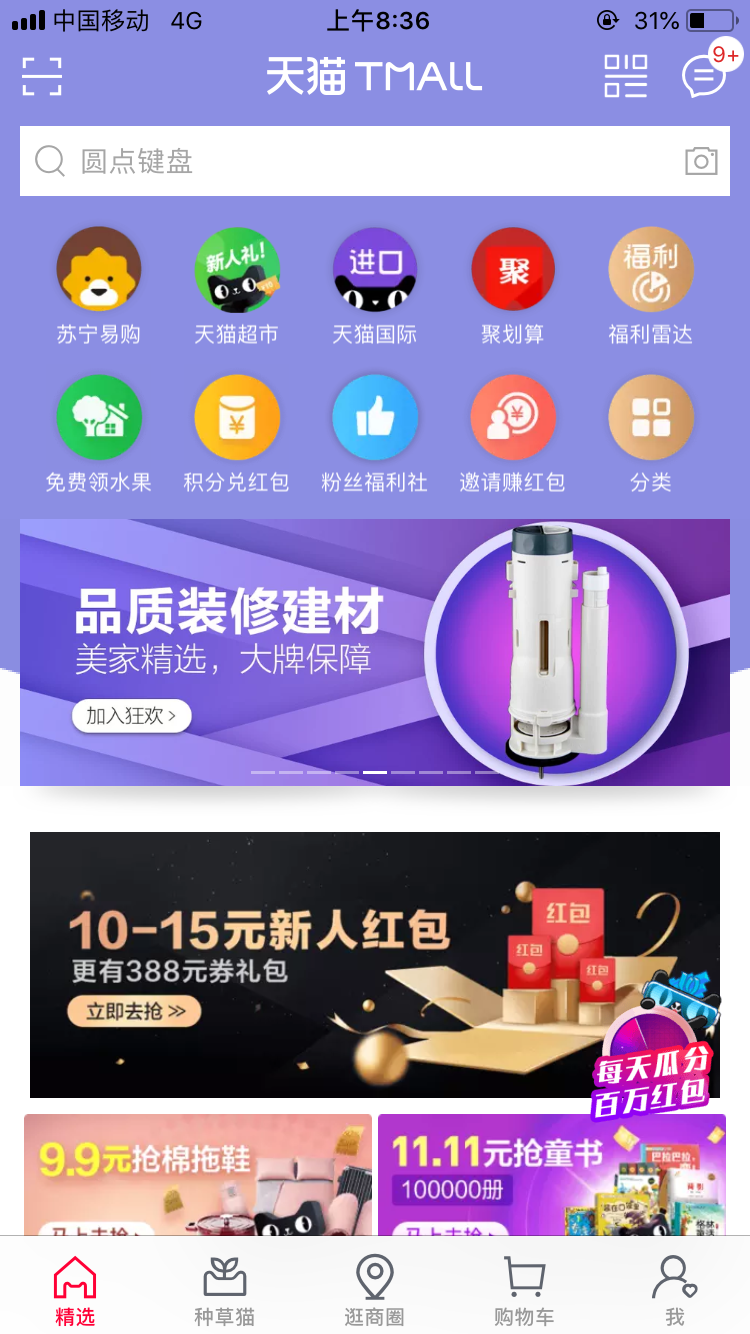 中国移动 4G 上午8:36 31%
天猫 TMALL
9+
圆点键盘
新人礼!
进口
聚
福利
苏宁易购 天猫超市 天猫国际 聚划算 福利雷达
免费领水果 积分兑红包 粉丝福利社 邀请赚红包 分类
品质装修建材
美家精选，大牌保障
加入狂欢 >
10-15元新人红包
更有388元券礼包
立即去抢 >>
红包
红包
红包
每天瓜分
百万红包
9.9元抢棉拖鞋
马上去抢
11.11元抢童书
100000册
马上去抢
精选 种草猫 逛商圈 购物车 我